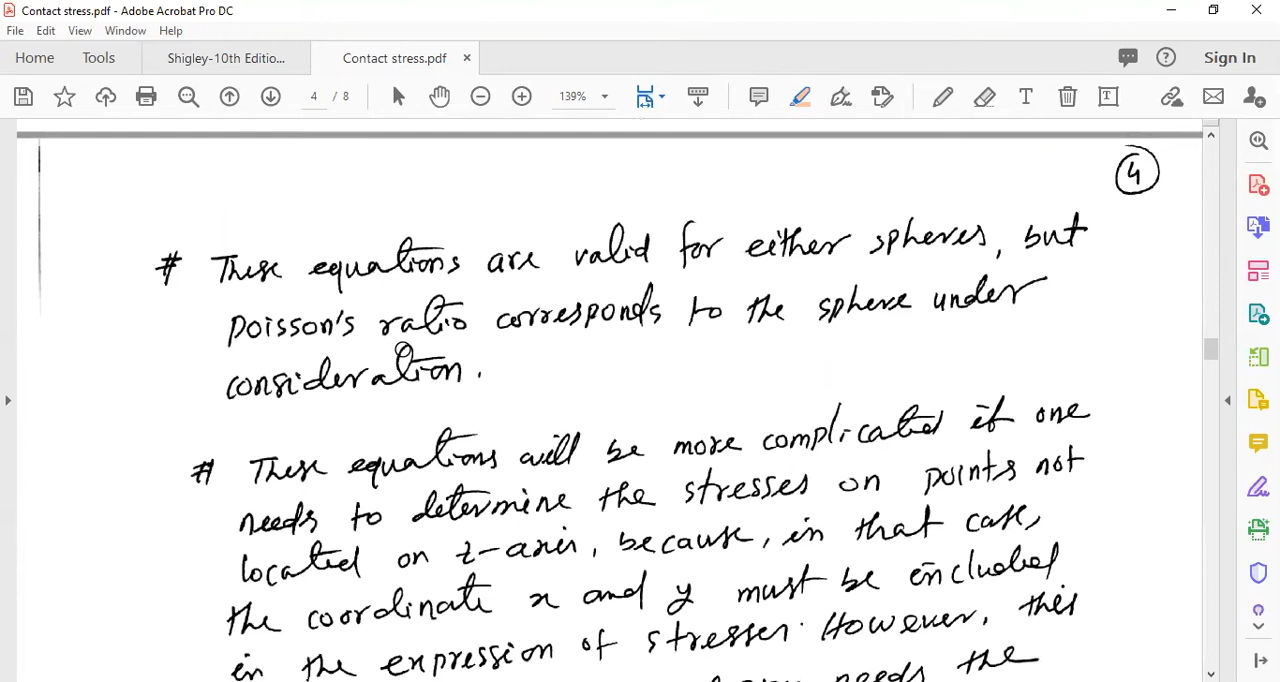 Contact stress.pdf - Adobe Acrobat Pro DC
File Edit View Window Help
Home Tools Shigley-10th Editio... Contact stress.pdf × Sign In
4 / 8 139%
4
# These equations are valid for either spheres, but
Poisson's ratio corresponds to the sphere under
consideration.
# These equations will be more complicated if one
needs to determine the stresses on points not
located on z-axis, because, in that case,
the coordinate x and y must be included
in the expression of stresses. However, this
needs the